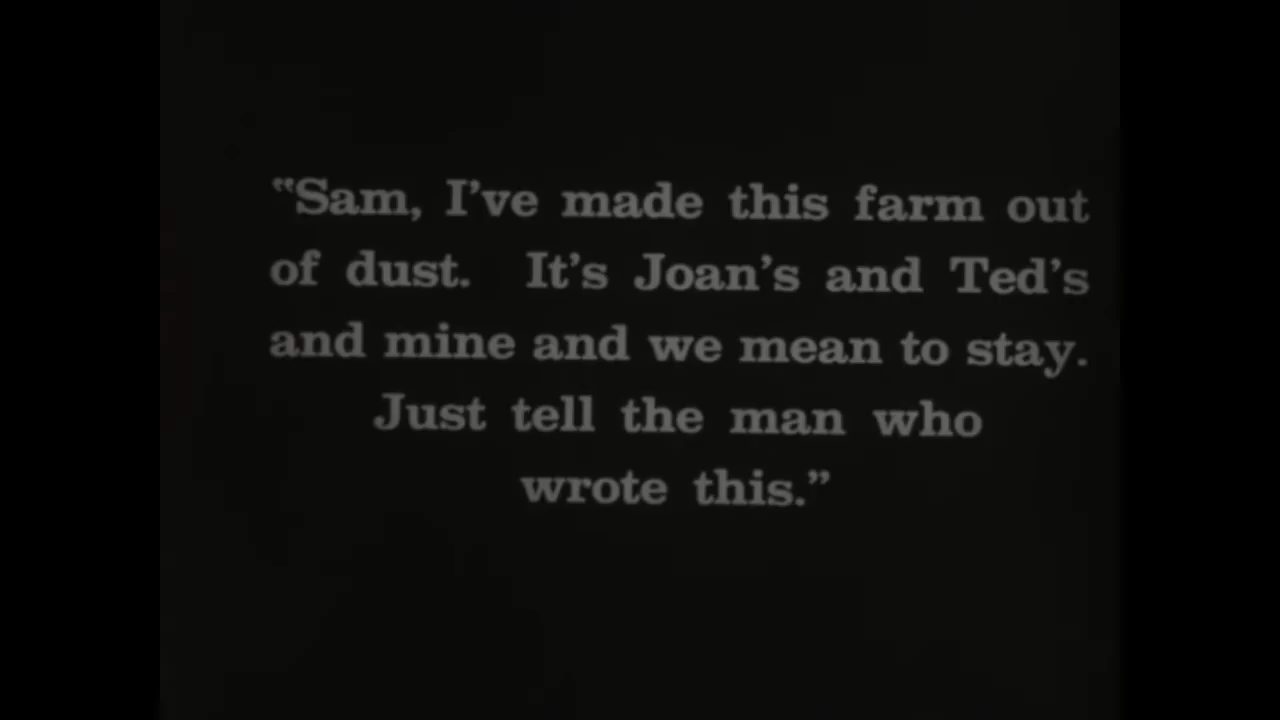 “Sam, I’ve made this farm out
of dust. It’s Joan’s and Ted’s
and mine and we mean to stay.
Just tell the man who
wrote this.”